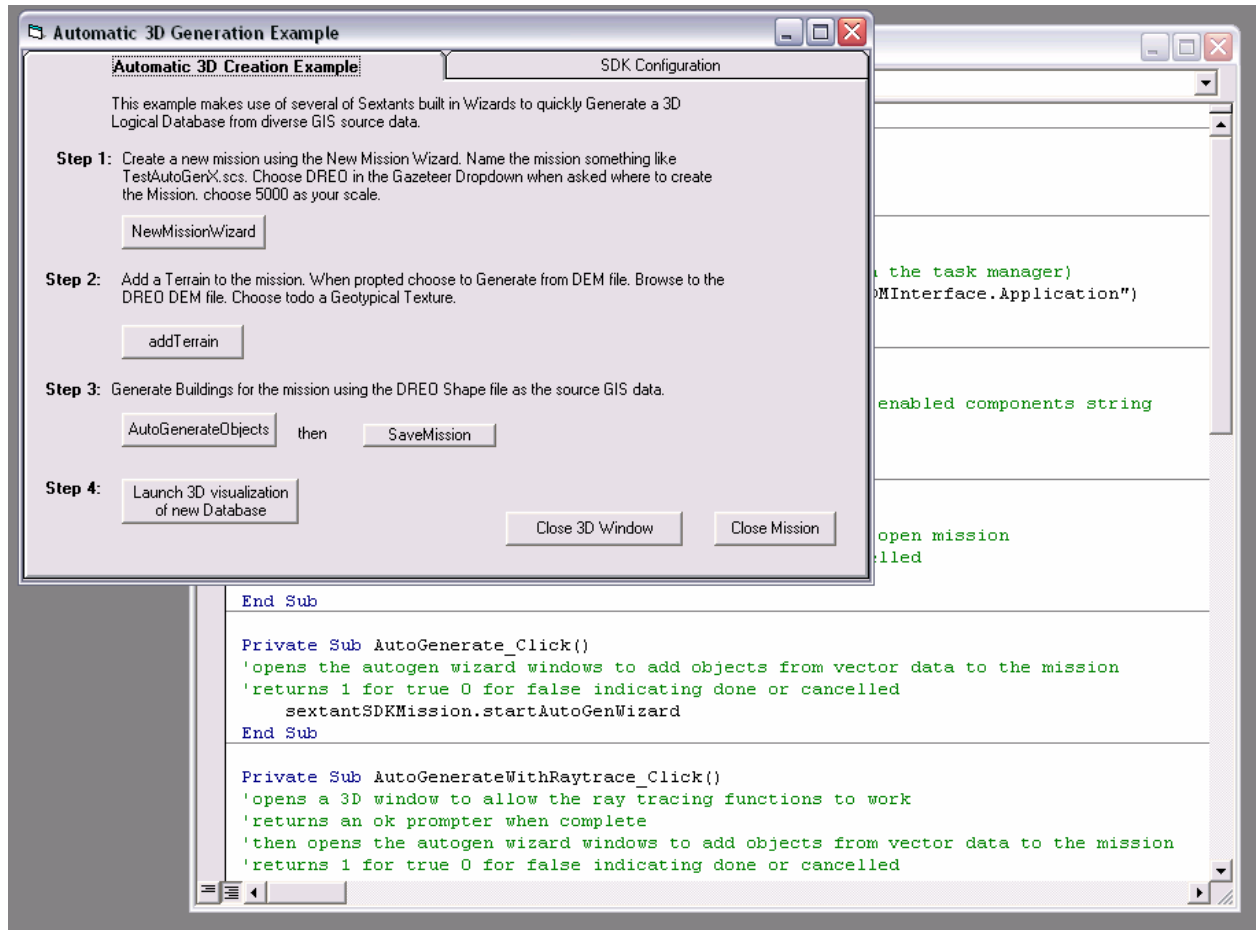 Automatic 3D Generation Example
Automatic 3D Creation Example
SDK Configuration
This example makes use of several of Sextants built in Wizards to quickly Generate a 3D
Logical Database from diverse GIS source data.
Step 1: Create a new mission using the New Mission Wizard. Name the mission something like
TestAutoGenX.scs. Choose DREO in the Gazeteer Dropdown when asked where to create
the Mission. choose 5000 as your scale.
NewMissionWizard
Step 2: Add a Terrain to the mission. When propted choose to Generate from DEM file. Browse to the
DREO DEM file. Choose todo a Geotypical Texture.
addTerrain
Step 3: Generate Buildings for the mission using the DREO Shape file as the source GIS data.
AutoGenerateObjects then SaveMission
Step 4: Launch 3D visualization
of new Database
Close 3D Window
Close Mission
the task manager)
MInterface.Application")
enabled components string
open mission
lled
End Sub
Private Sub AutoGenerate_Click()
'opens the autogen wizard windows to add objects from vector data to the mission
'returns 1 for true 0 for false indicating done or cancelled
sextantSDKMission.startAutoGenWizard
End Sub
Private Sub AutoGenerateWithRaytrace_Click()
'opens a 3D window to allow the ray tracing functions to work
'returns an ok prompter when complete
'then opens the autogen wizard windows to add objects from vector data to the mission
'returns 1 for true 0 for false indicating done or cancelled